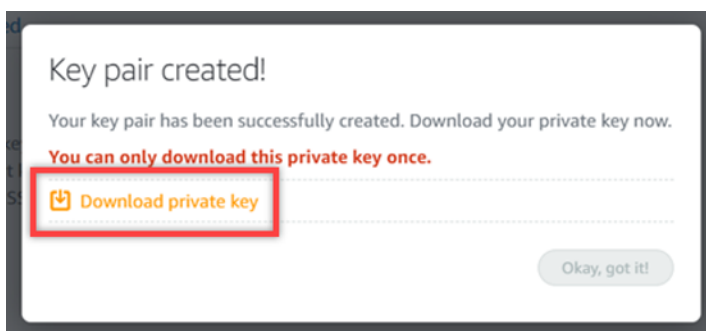 Key pair created!
Your key pair has been successfully created. Download your private key now.
You can only download this private key once.
Download private key
Okay, got it!